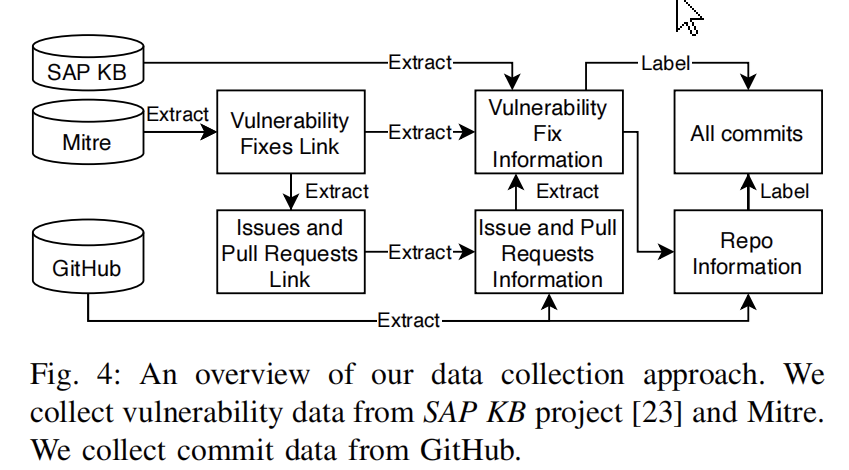 SAP KB
Extract
Label
Mitre
Extract
Vulnerability
Fixes Link
Extract
Vulnerability
Fix
Information
All commits
Extract
Extract
Label
GitHub
Issues and
Pull Requests
Link
Extract
Issue and Pull
Requests
Information
Repo
Information
Extract
Fig. 4: An overview of our data collection approach. We
collect vulnerability data from SAP KB project [23] and Mitre.
We collect commit data from GitHub.